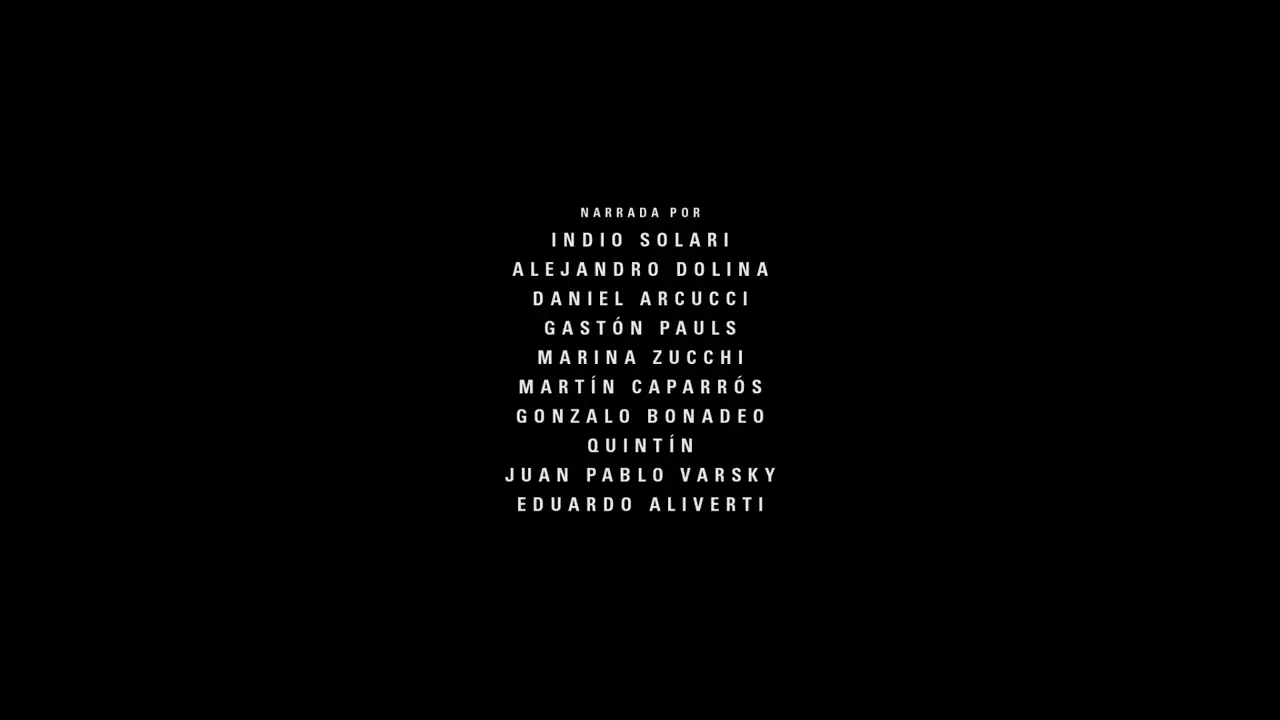 NARRADA POR
INDIO SOLARI
ALEJANDRO DOLINA
DANIEL ARCUCCI
GASTÓN PAULS
MARINA ZUCCHI
MARTÍN CAPARRÓS
GONZALO BONADEO
QUINTÍN
JUAN PABLO VARSKY
EDUARDO ALIVERTI